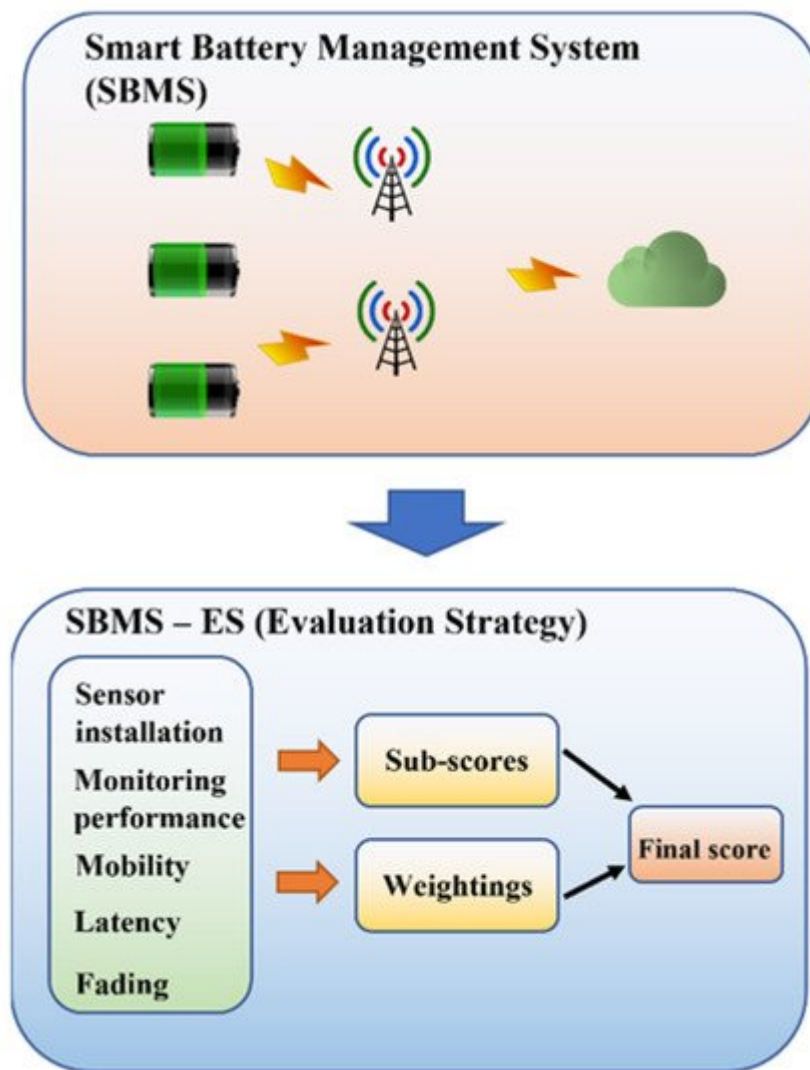 Smart Battery Management System
(SBMS)
SBMS – ES (Evaluation Strategy)
Sensor
installation
Monitoring
performance
Mobility
Latency
Fading
Sub-scores
Weightings
Final score